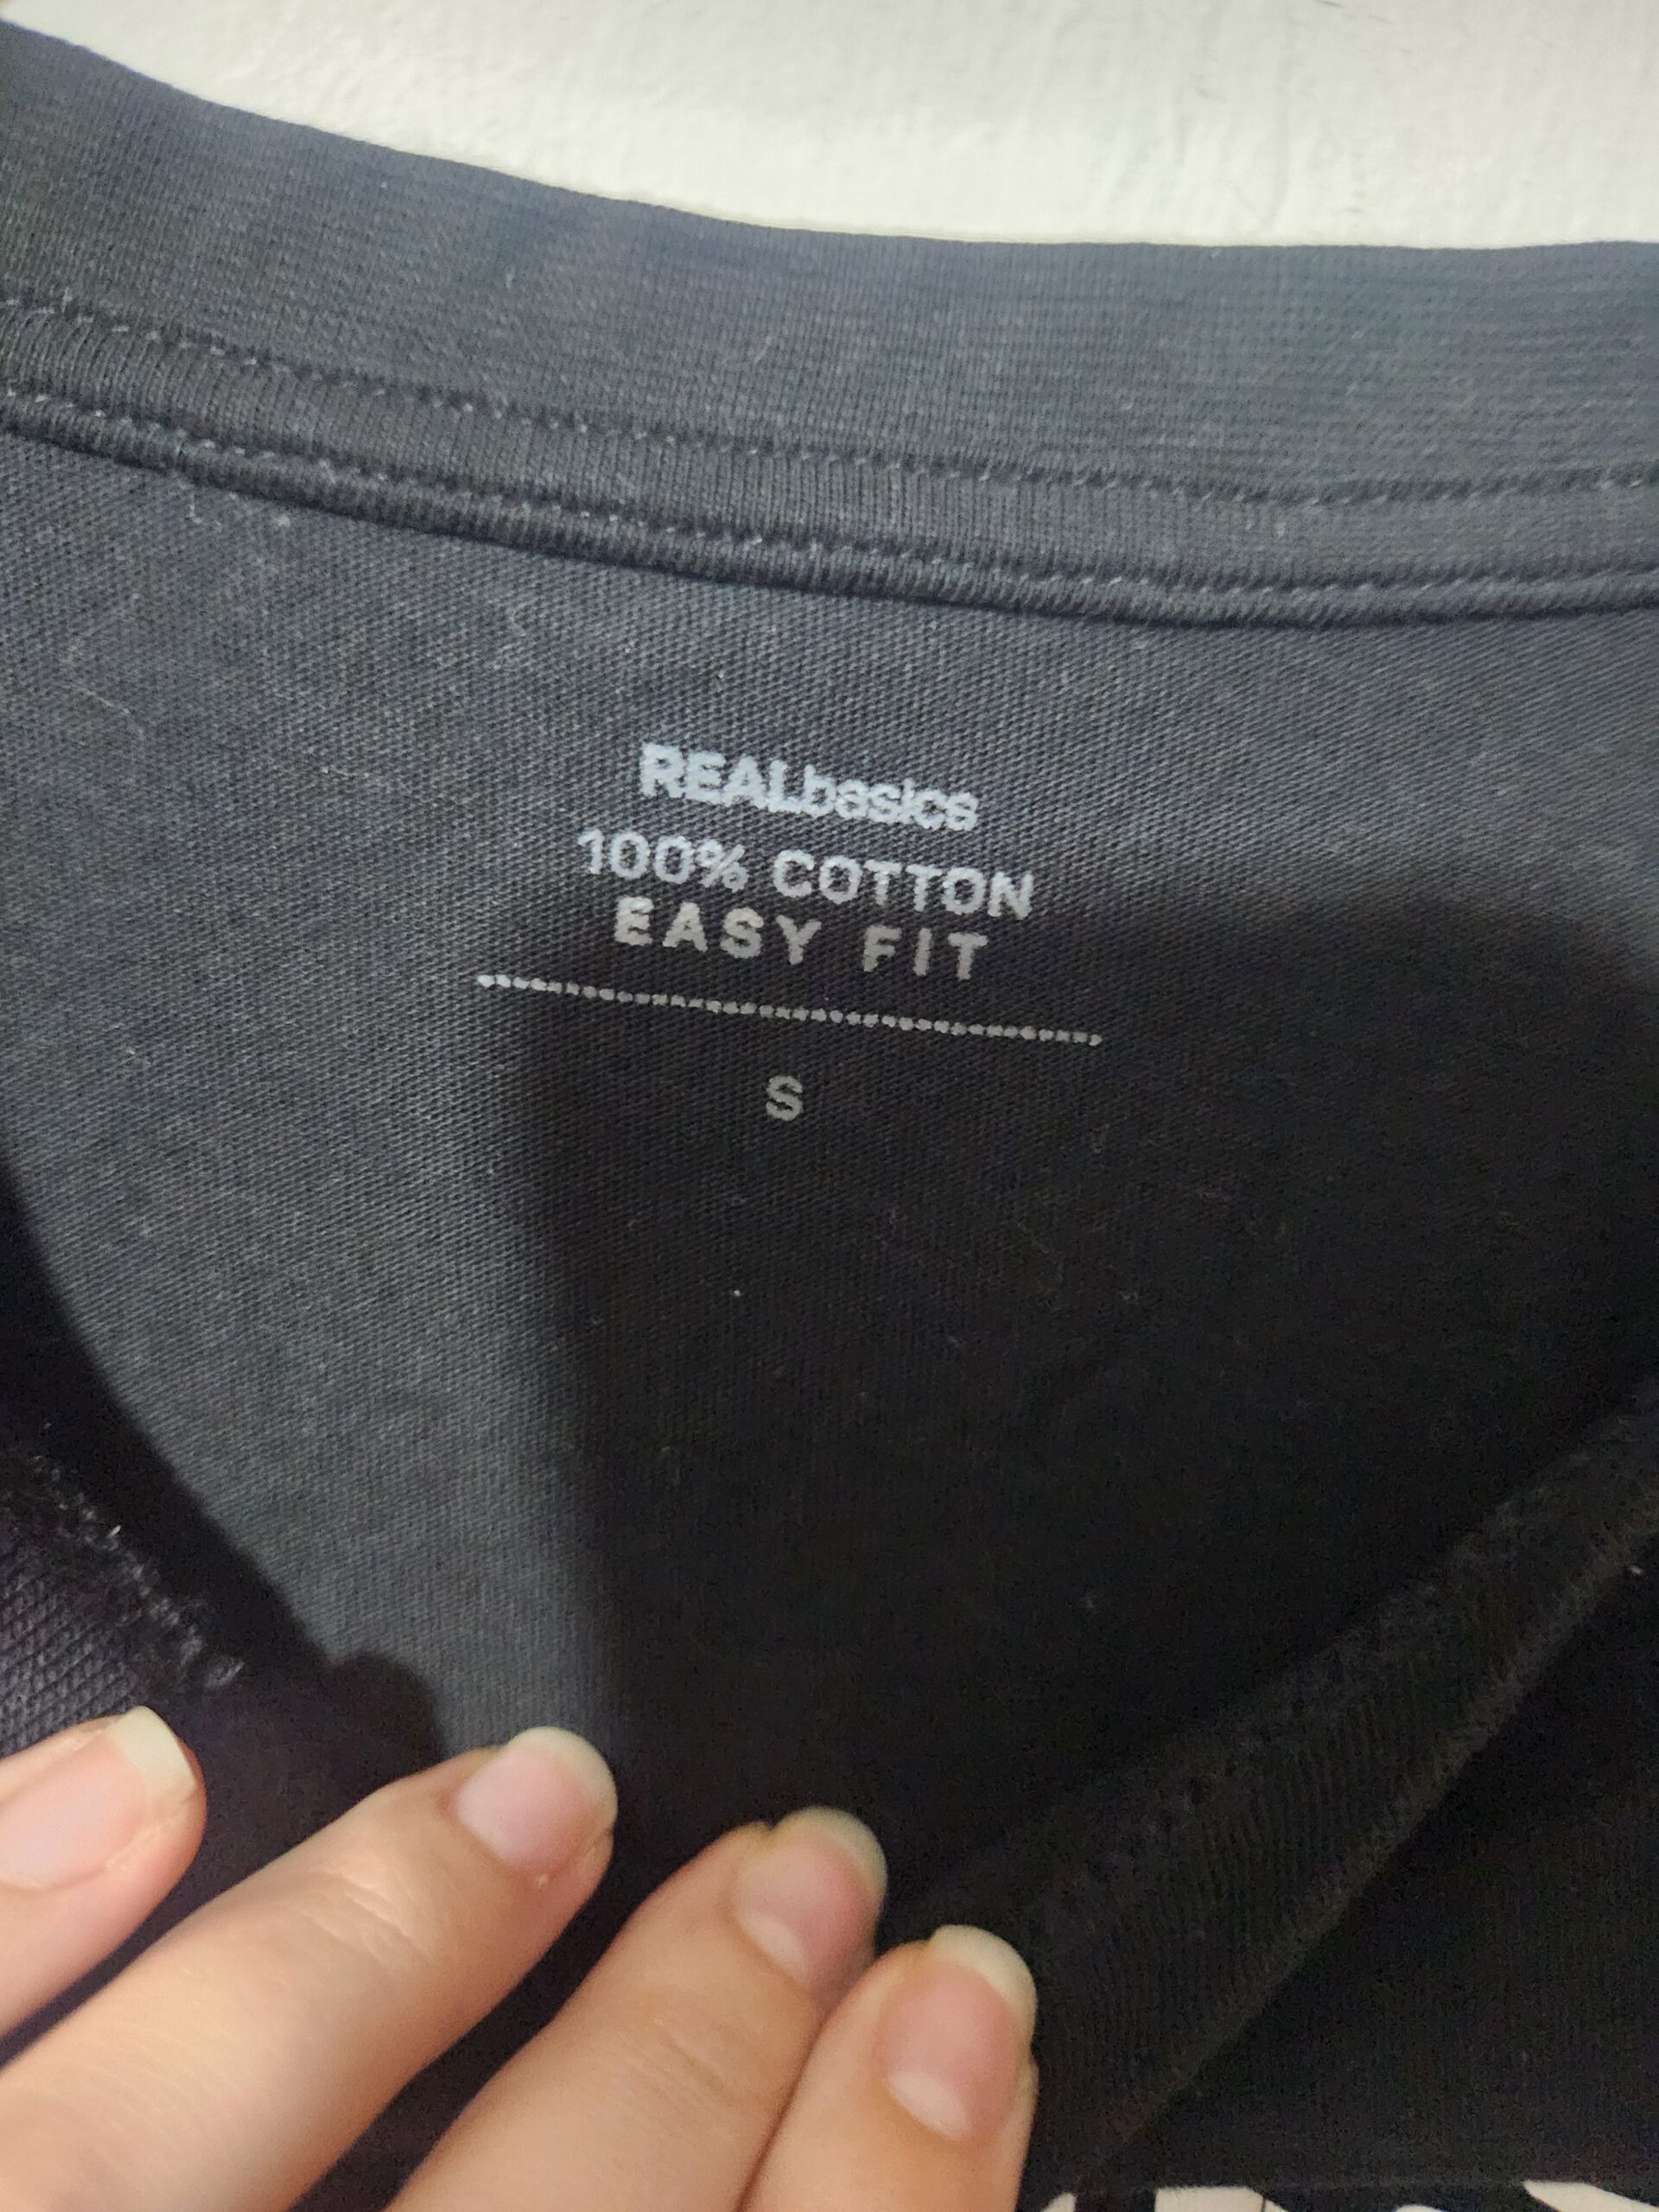 REALbasics
100% COTTON
EASY FIT
S